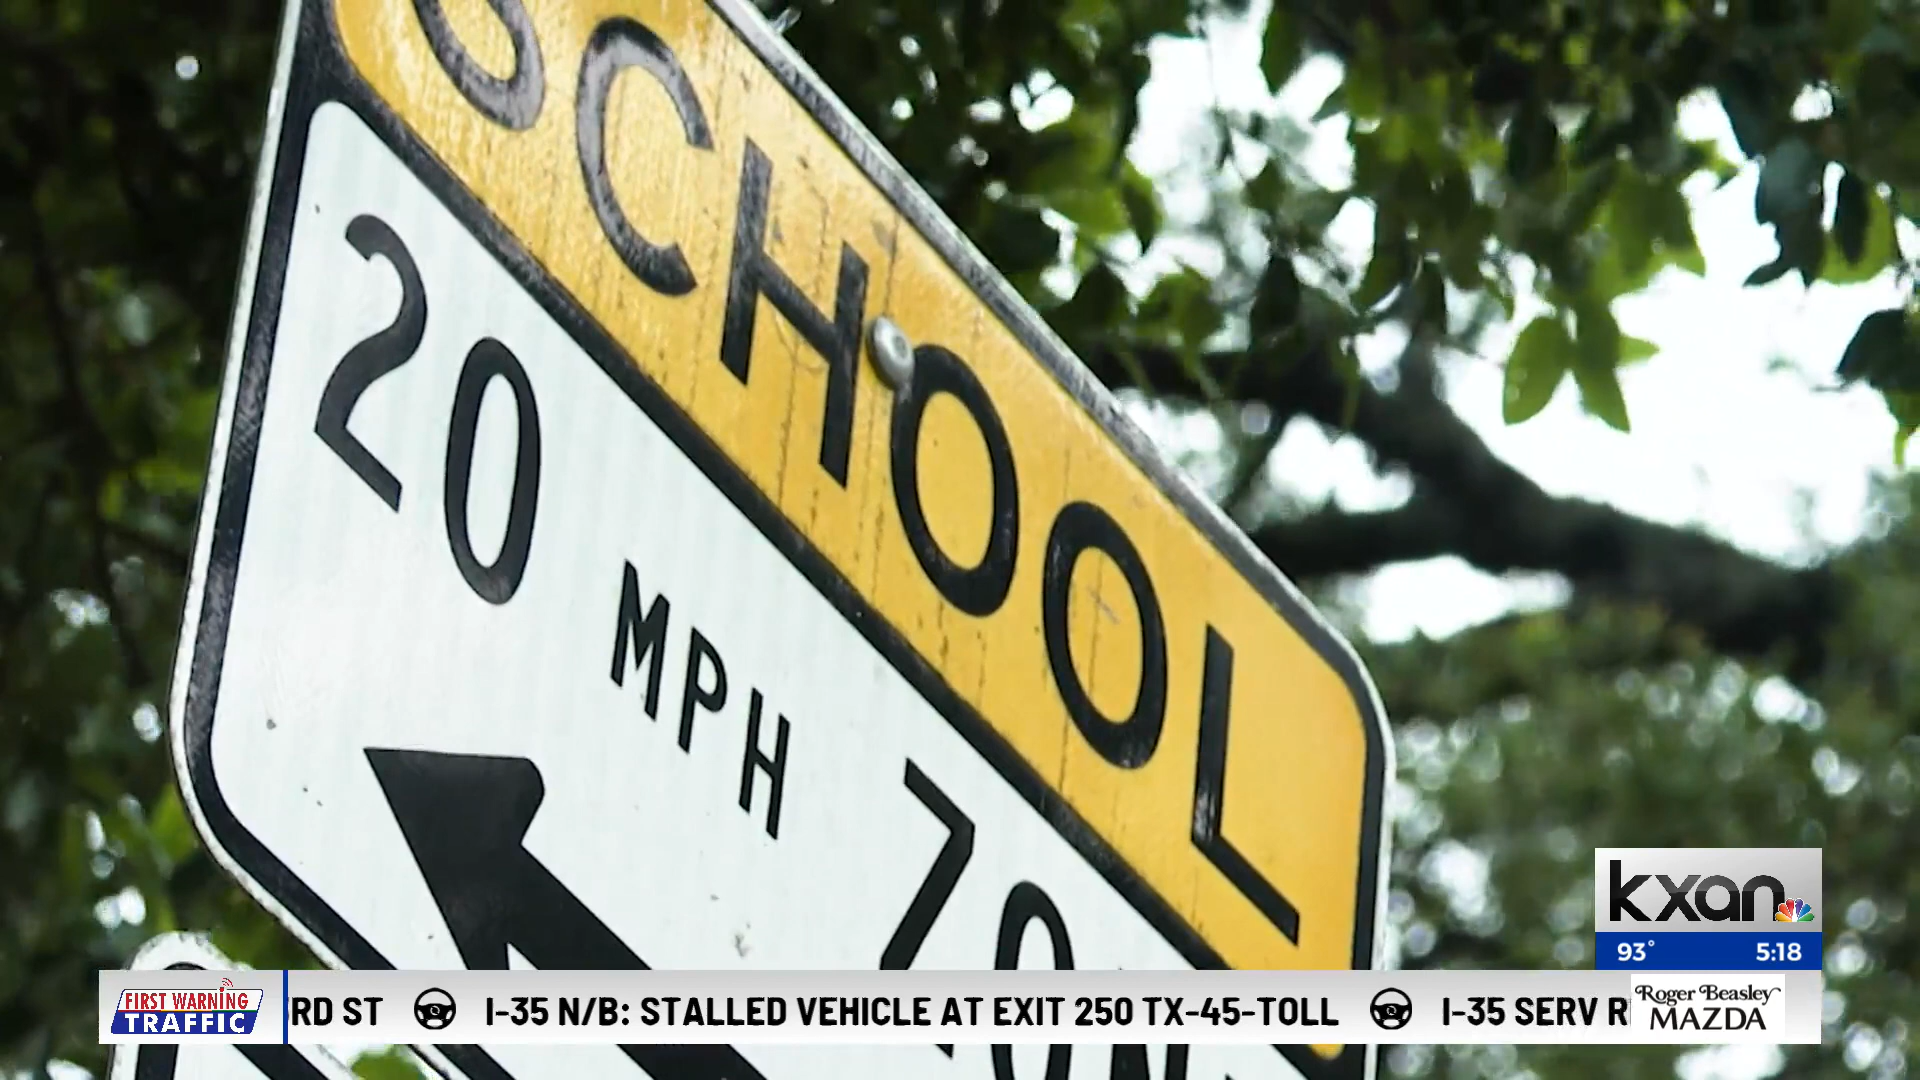 SCHOOL
20 MPH ZON
kxan
93° 5:18
FIRST WARNING
TRAFFIC
RD ST I-35 N/B: STALLED VEHICLE AT EXIT 250 TX-45-TOLL I-35 SERV R
Roger Beasley
MAZDA